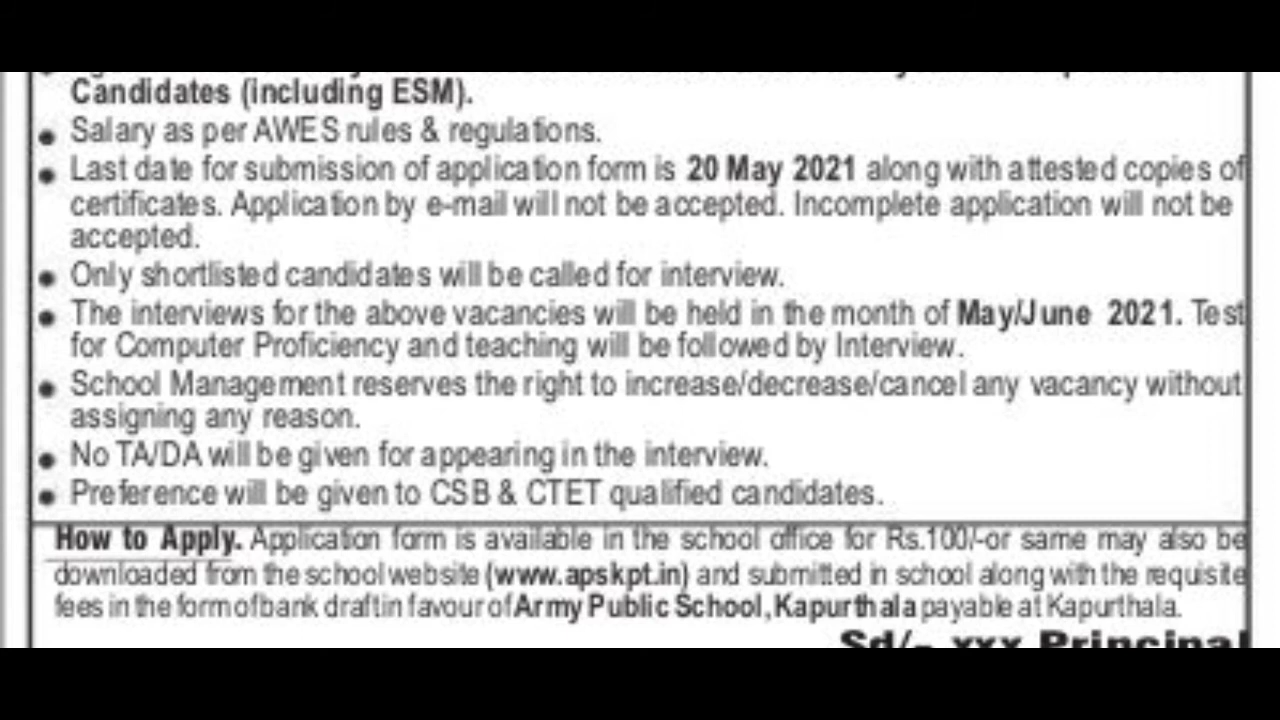 Candidates (including ESM).
• Salary as per AWES rules & regulations.
• Last date for submission of application form is 20 May 2021 along with attested copies of
certificates. Application by e-mail will not be accepted. Incomplete application will not be
accepted.
• Only shortlisted candidates will be called for interview.
• The interviews for the above vacancies will be held in the month of May/June 2021. Test
for Computer Proficiency and teaching will be followed by Interview.
• School Management reserves the right to increase/decrease/cancel any vacancy without
assigning any reason.
• No TA/DA will be given for appearing in the interview.
• Preference will be given to CSB & CTET qualified candidates.
How to Apply. Application form is available in the school office for Rs.100/-or same may also be
downloaded from the school website (www.apskpt.in) and submitted in school along with the requisite
fees in the form of bank draft in favour of Army Public School, Kapurthala payable at Kapurthala.
Sd/- xxx Principal